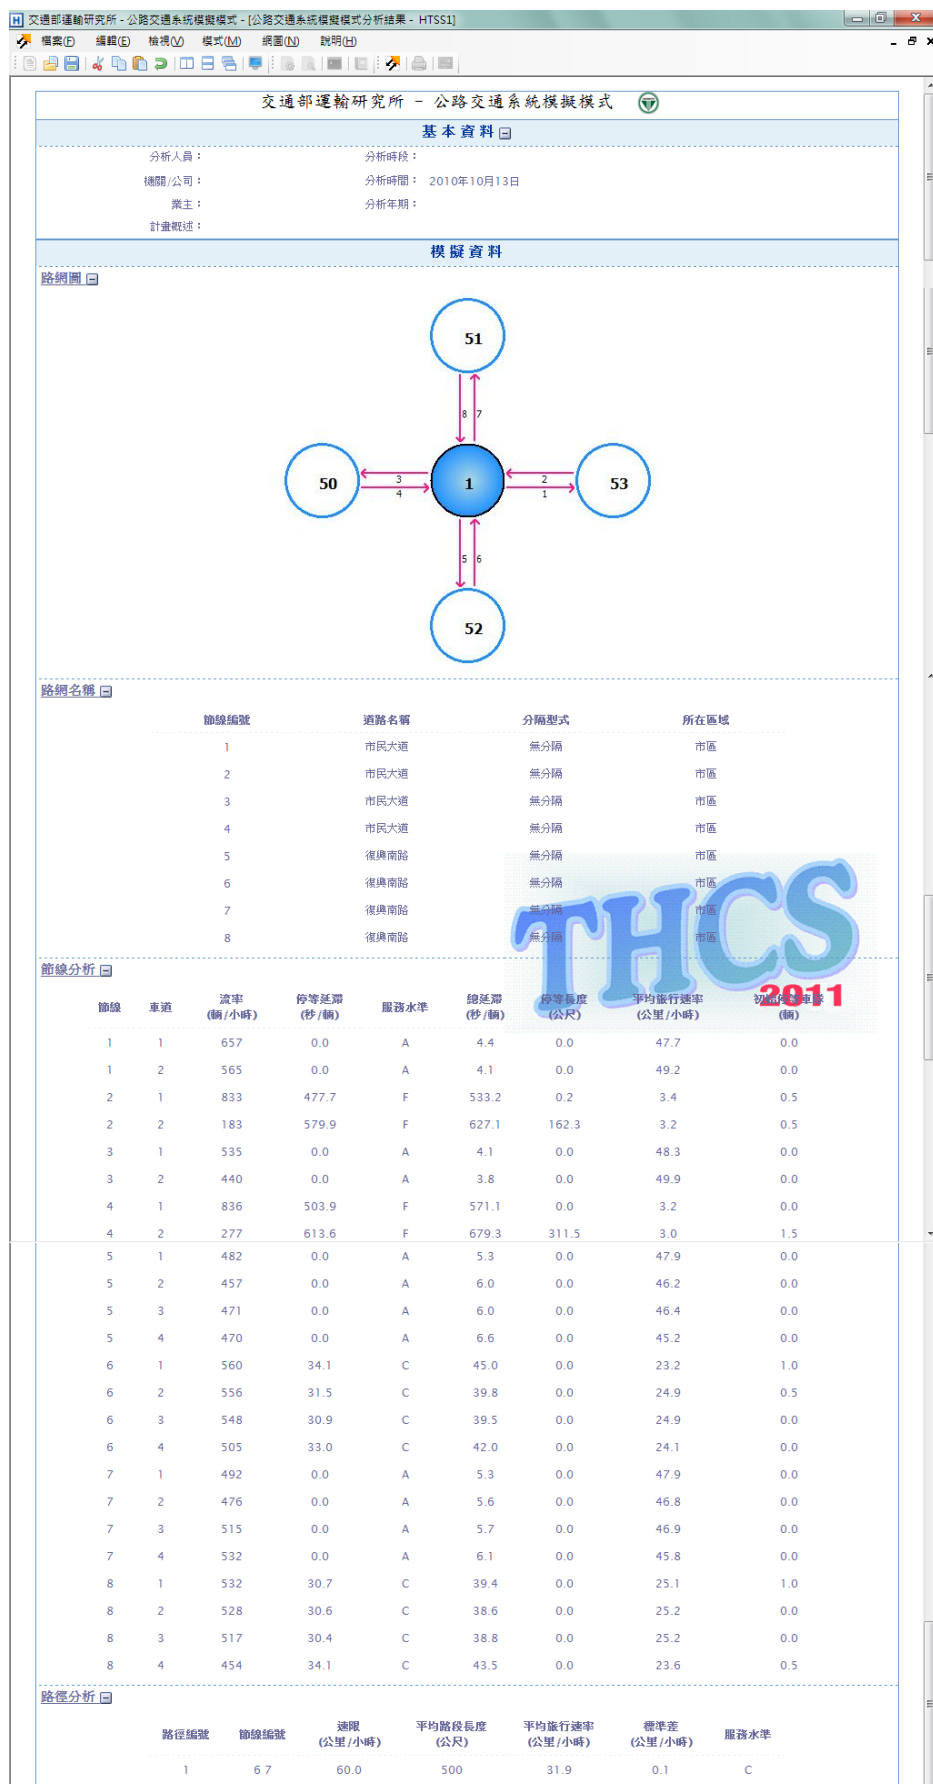 交通部運輸研究所 - 公路交通系統模擬模式 - [公路交通系統模擬模式分析結果 - HTSS1]
檔案(F) 編輯(E) 檢視(V) 模式(M) 網圖(N) 說明(H)
交通部運輸研究所 - 公路交通系統模擬模式
基本資料
分析人員： 分析時段：
機關/公司： 分析時間： 2010年10月13日
業主： 分析年期：
計畫概述：
模擬資料
路網圖
51
8 7
50 3 4 1 2 1 53
5 6
52
路網名稱
節線編號 道路名稱 分隔型式 所在區域
1 市民大道 無分隔 市區
2 市民大道 無分隔 市區
3 市民大道 無分隔 市區
4 市民大道 無分隔 市區
5 復興南路 無分隔 市區
6 復興南路 無分隔 市區
7 復興南路 無分隔 市區
8 復興南路 無分隔 市區
THCS
2011
節線分析
節線 車道 流率 (輛/小時) 停等延滯 (秒/輛) 服務水準 總延滯 (秒/輛) 停等長度 (公尺) 平均旅行速率 (公里/小時) 初始停等車隊 (輛)
1 1 657 0.0 A 4.4 0.0 47.7 0.0
1 2 565 0.0 A 4.1 0.0 49.2 0.0
2 1 833 477.7 F 533.2 0.2 3.4 0.5
2 2 183 579.9 F 627.1 162.3 3.2 0.5
3 1 535 0.0 A 4.1 0.0 48.3 0.0
3 2 440 0.0 A 3.8 0.0 49.9 0.0
4 1 836 503.9 F 571.1 0.0 3.2 0.0
4 2 277 613.6 F 679.3 311.5 3.0 1.5
5 1 482 0.0 A 5.3 0.0 47.9 0.0
5 2 457 0.0 A 6.0 0.0 46.2 0.0
5 3 471 0.0 A 6.0 0.0 46.4 0.0
5 4 470 0.0 A 6.6 0.0 45.2 0.0
6 1 560 34.1 C 45.0 0.0 23.2 1.0
6 2 556 31.5 C 39.8 0.0 24.9 0.5
6 3 548 30.9 C 39.5 0.0 24.9 0.0
6 4 505 33.0 C 42.0 0.0 24.1 0.0
7 1 492 0.0 A 5.3 0.0 47.9 0.0
7 2 476 0.0 A 5.6 0.0 46.8 0.0
7 3 515 0.0 A 5.7 0.0 46.9 0.0
7 4 532 0.0 A 6.1 0.0 45.8 0.0
8 1 532 30.7 C 39.4 0.0 25.1 1.0
8 2 528 30.6 C 38.6 0.0 25.2 0.0
8 3 517 30.4 C 38.8 0.0 25.2 0.0
8 4 454 34.1 C 43.5 0.0 23.6 0.5
路徑分析
路徑編號 節線編號 速限 (公里/小時) 平均路段長度 (公尺) 平均旅行速率 (公里/小時) 標準差 (公里/小時) 服務水準
1 6 7 60.0 500 31.9 0.1 C